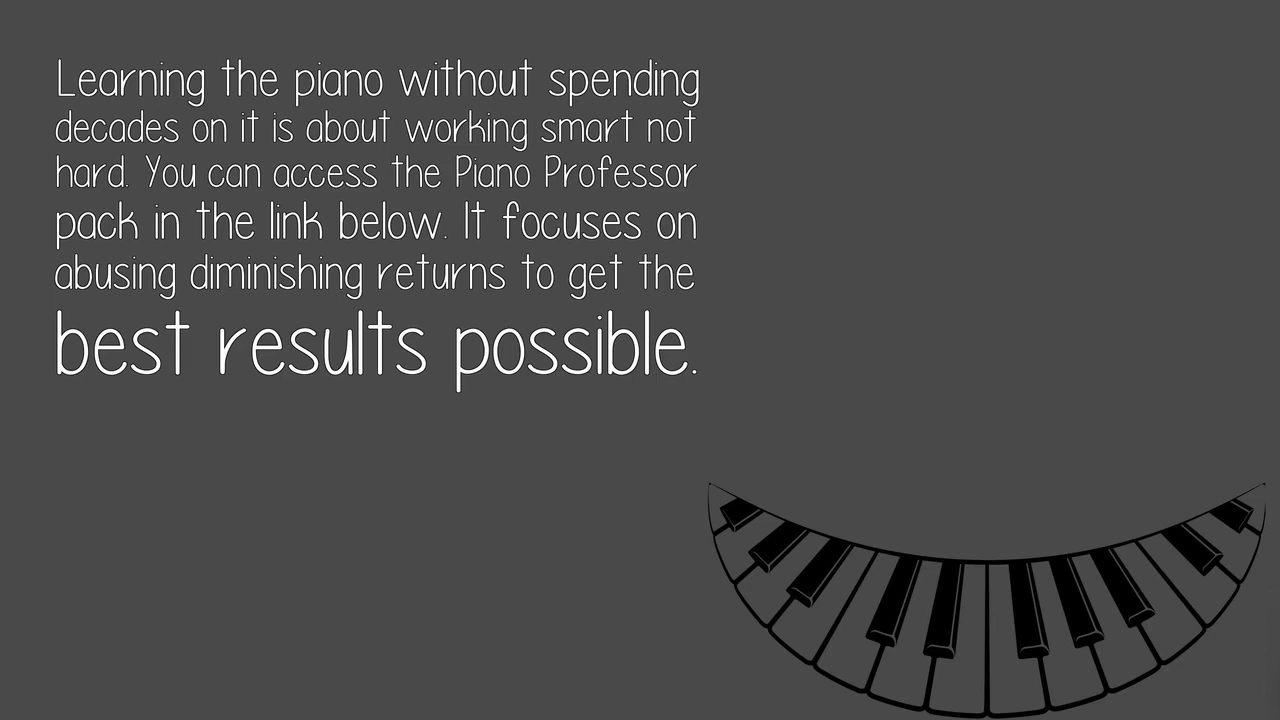 Learning the piano without spending
decades on it is about working smart not
hard. You can access the Piano Professor
pack in the link below. It focuses on
abusing diminishing returns to get the
best results possible.